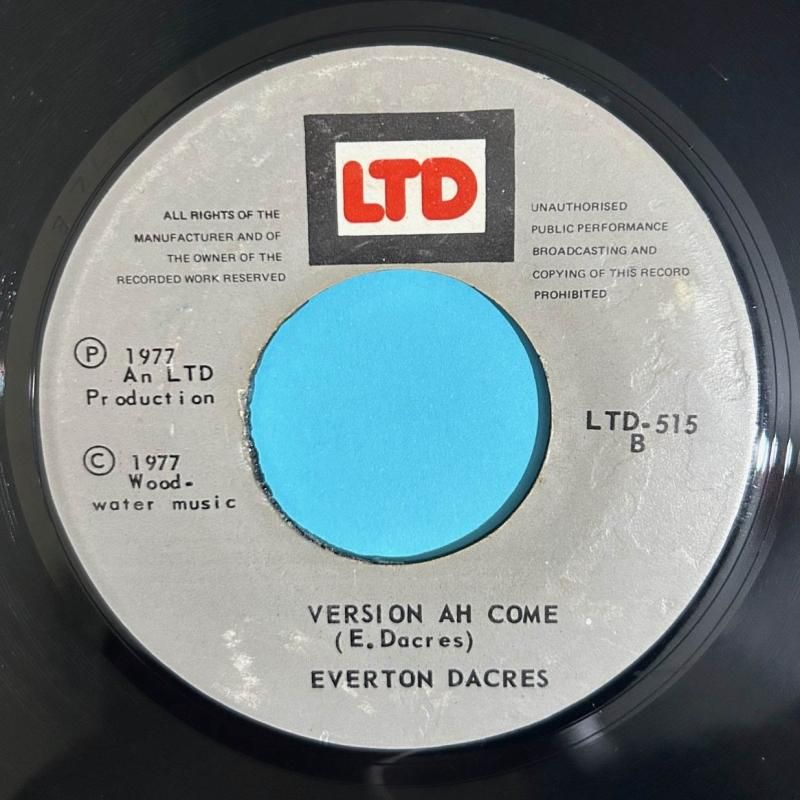 LTD
ALL RIGHTS OF THE
MANUFACTURER AND OF
THE OWNER OF THE
RECORDED WORK RESERVED
UNAUTHORISED
PUBLIC PERFORMANCE
BROADCASTING AND
COPYING OF THIS RECORD
PROHIBITED
Ⓟ 1977
An LTD
Production
© 1977
Wood-
water music
LTD-515
B
VERSION AH COME
(E. Dacres)
EVERTON DACRES